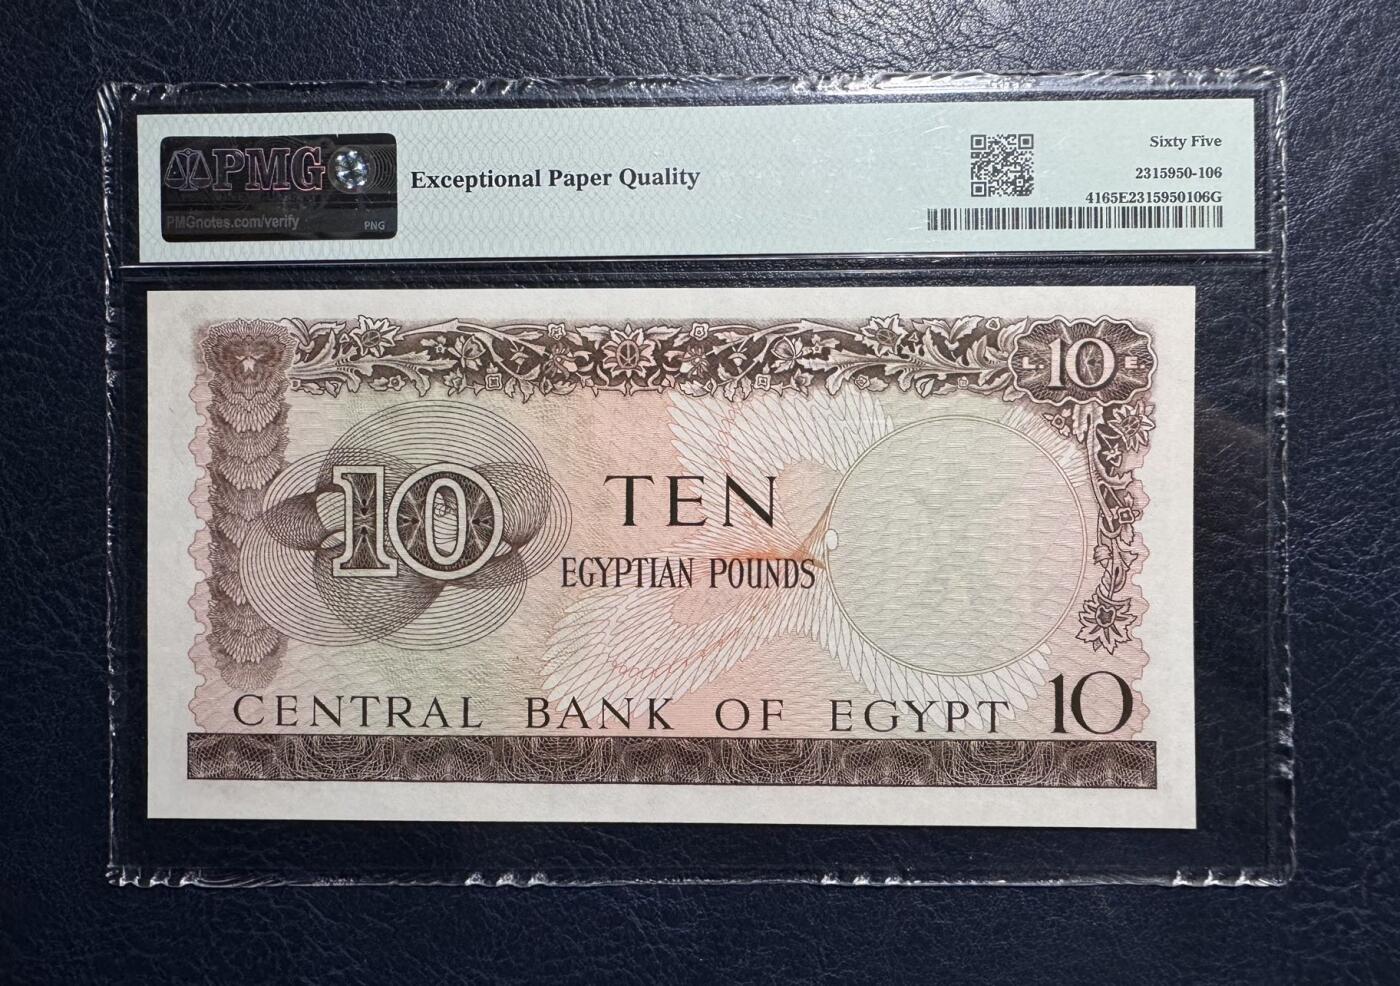 PMG
PMGnotes.com/verify
PNG
Exceptional Paper Quality
Sixty Five
2315950-106
4165E2315950106G
L. 10 E.
10
TEN
EGYPTIAN POUNDS
CENTRAL BANK OF EGYPT 10